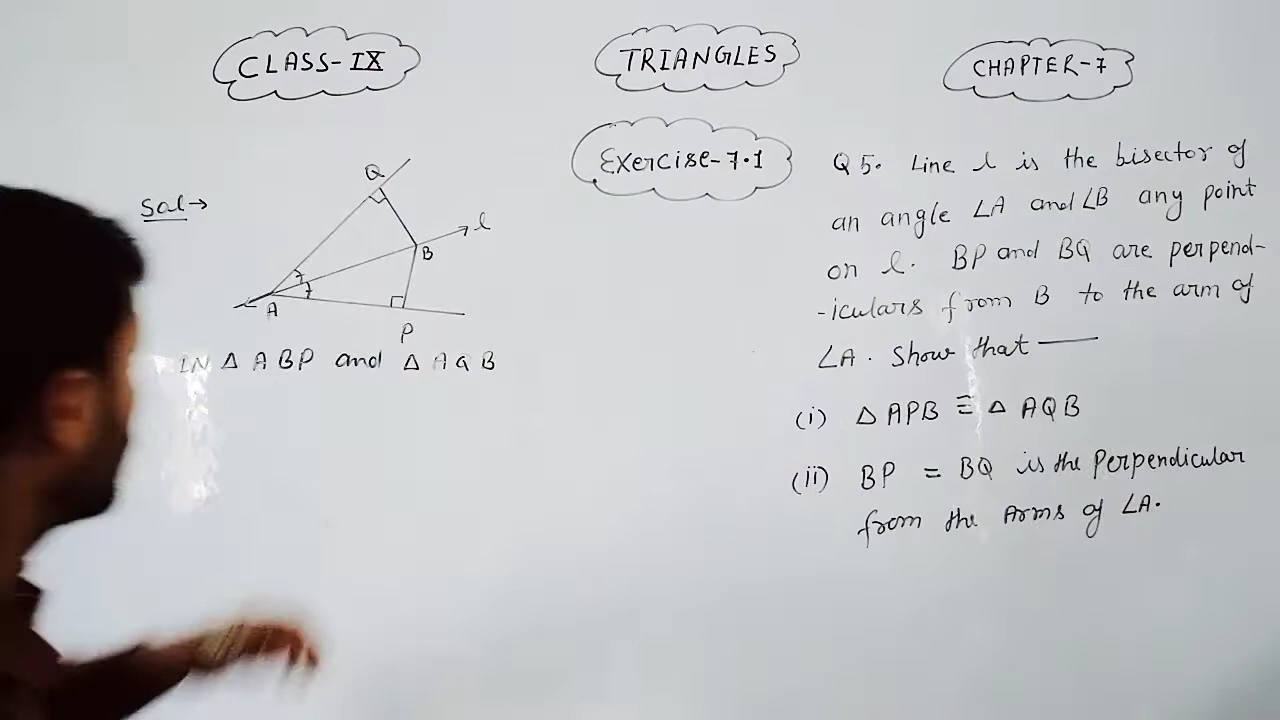 CLASS-IX
TRIANGLES
CHAPTER-7
Exercise-7.1
Sol→
Q
l
B
A
P
IN △ ABP and △ AQB
Q5. Line l is the bisector of
an angle ∠A and ∠B any point
on l. BP and BQ are perpend-
-iculars from B to the arm of
∠A. Show that —
(i) △ APB ≅ △ AQB
(ii) BP = BQ is the Perpendicular
from the Arms of ∠A.